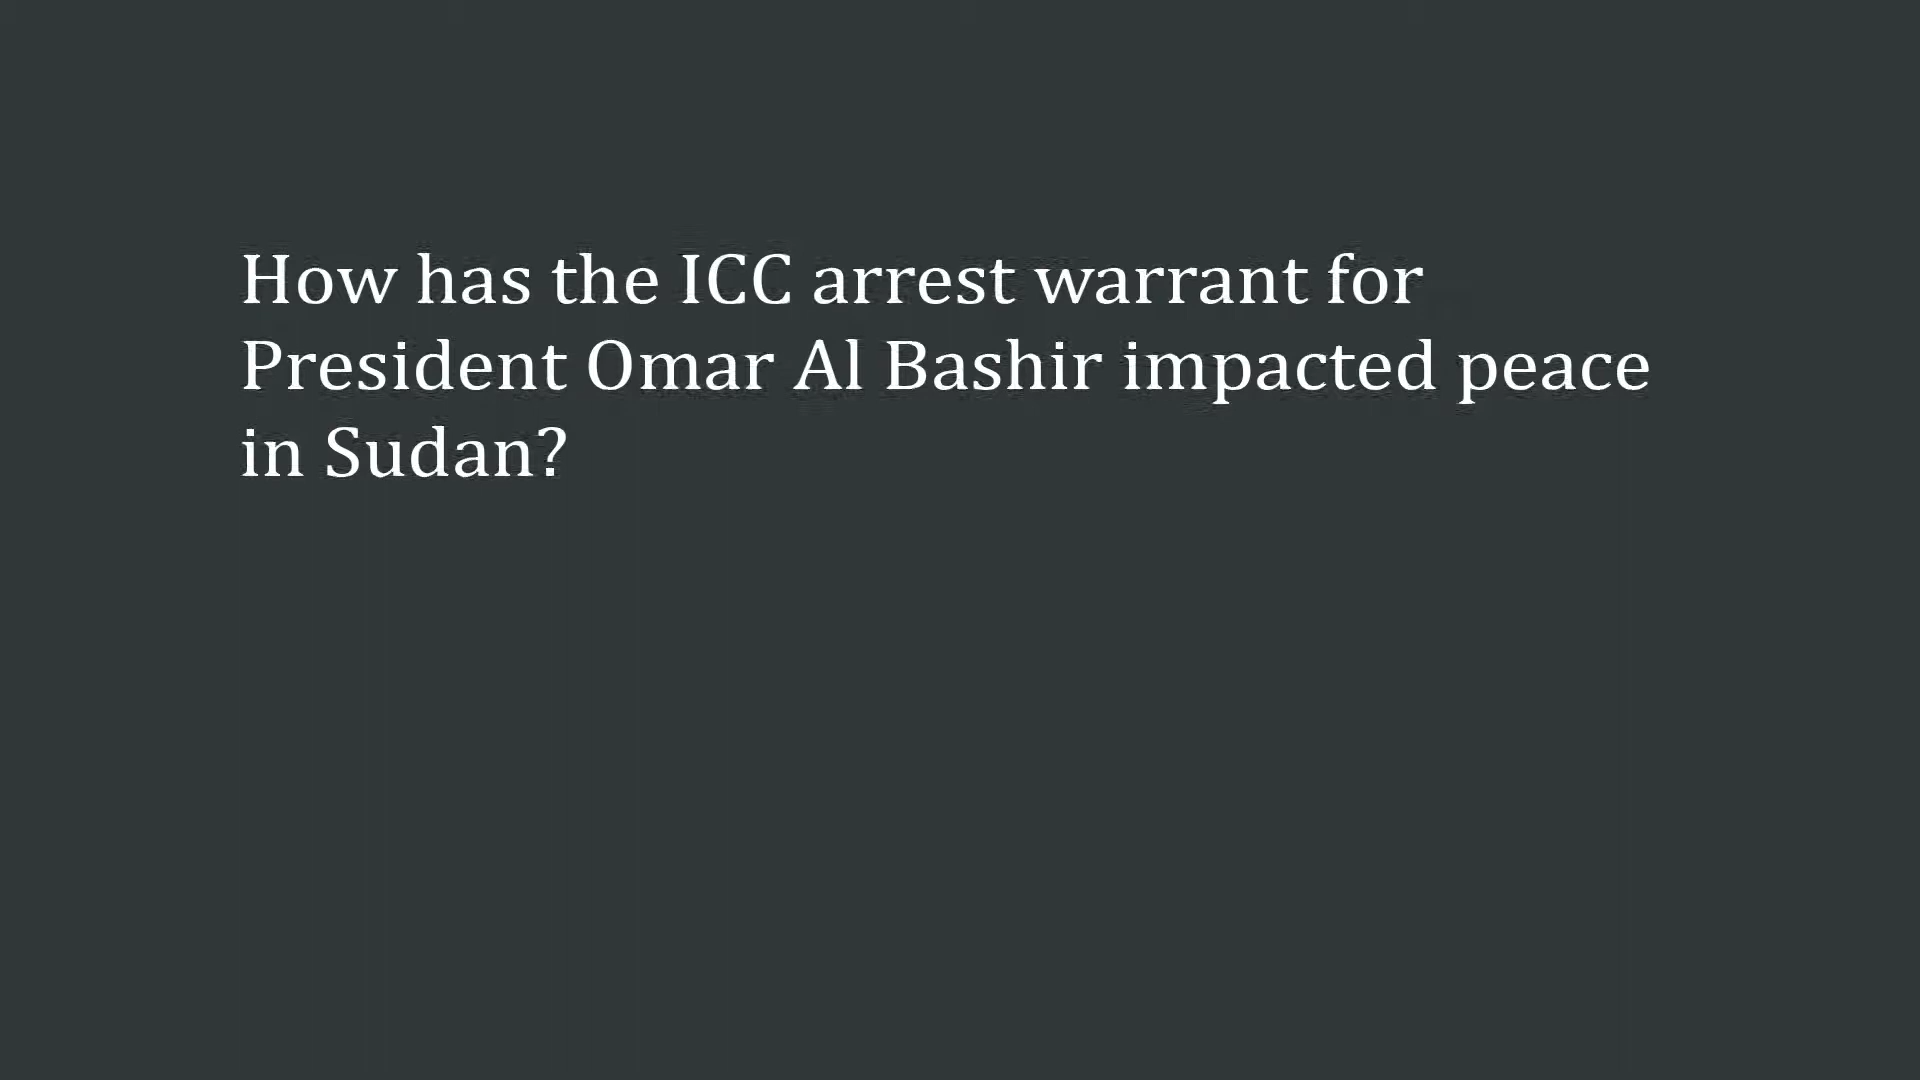 How has the ICC arrest warrant for
President Omar Al Bashir impacted peace
in Sudan?